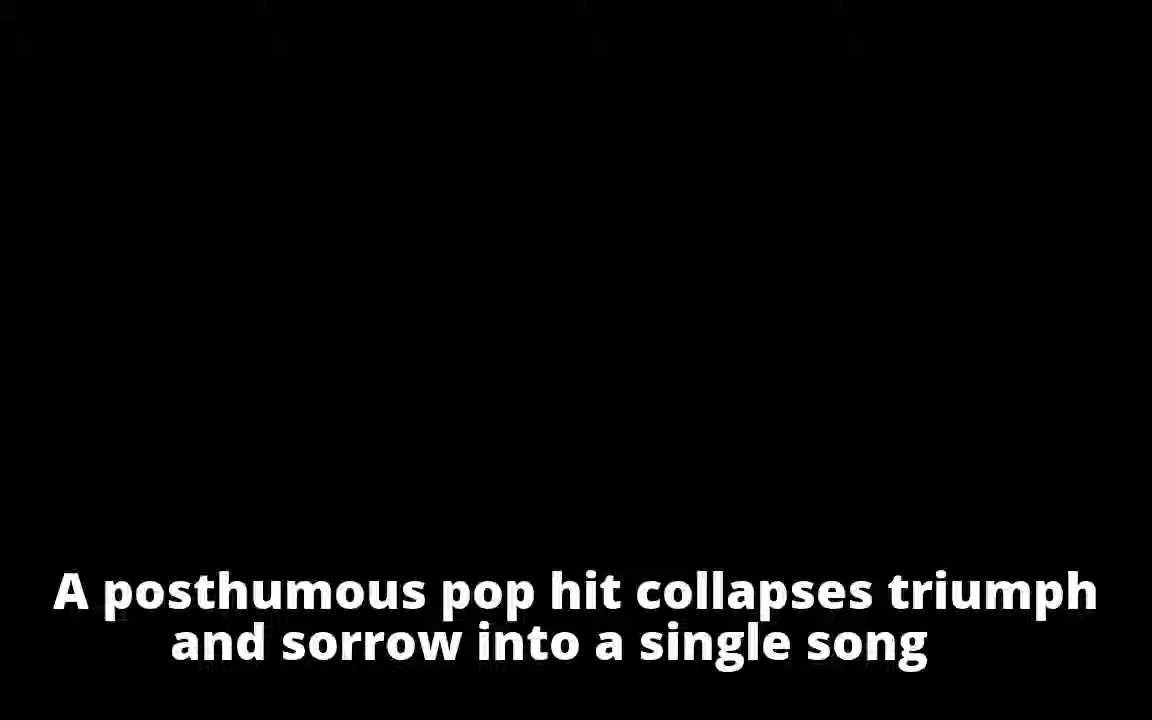 A posthumous pop hit collapses triumph
and sorrow into a single song